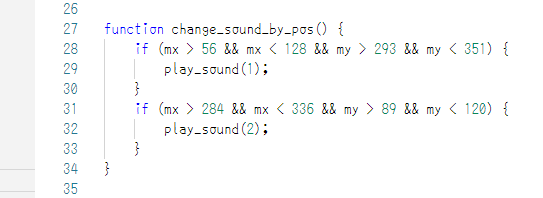 26
27 function change_sound_by_pos() {
28     if (mx > 56 && mx < 128 && my > 293 && my < 351) {
29         play_sound(1);
30     }
31     if (mx > 284 && mx < 336 && my > 89 && my < 120) {
32         play_sound(2);
33     }
34 }
35